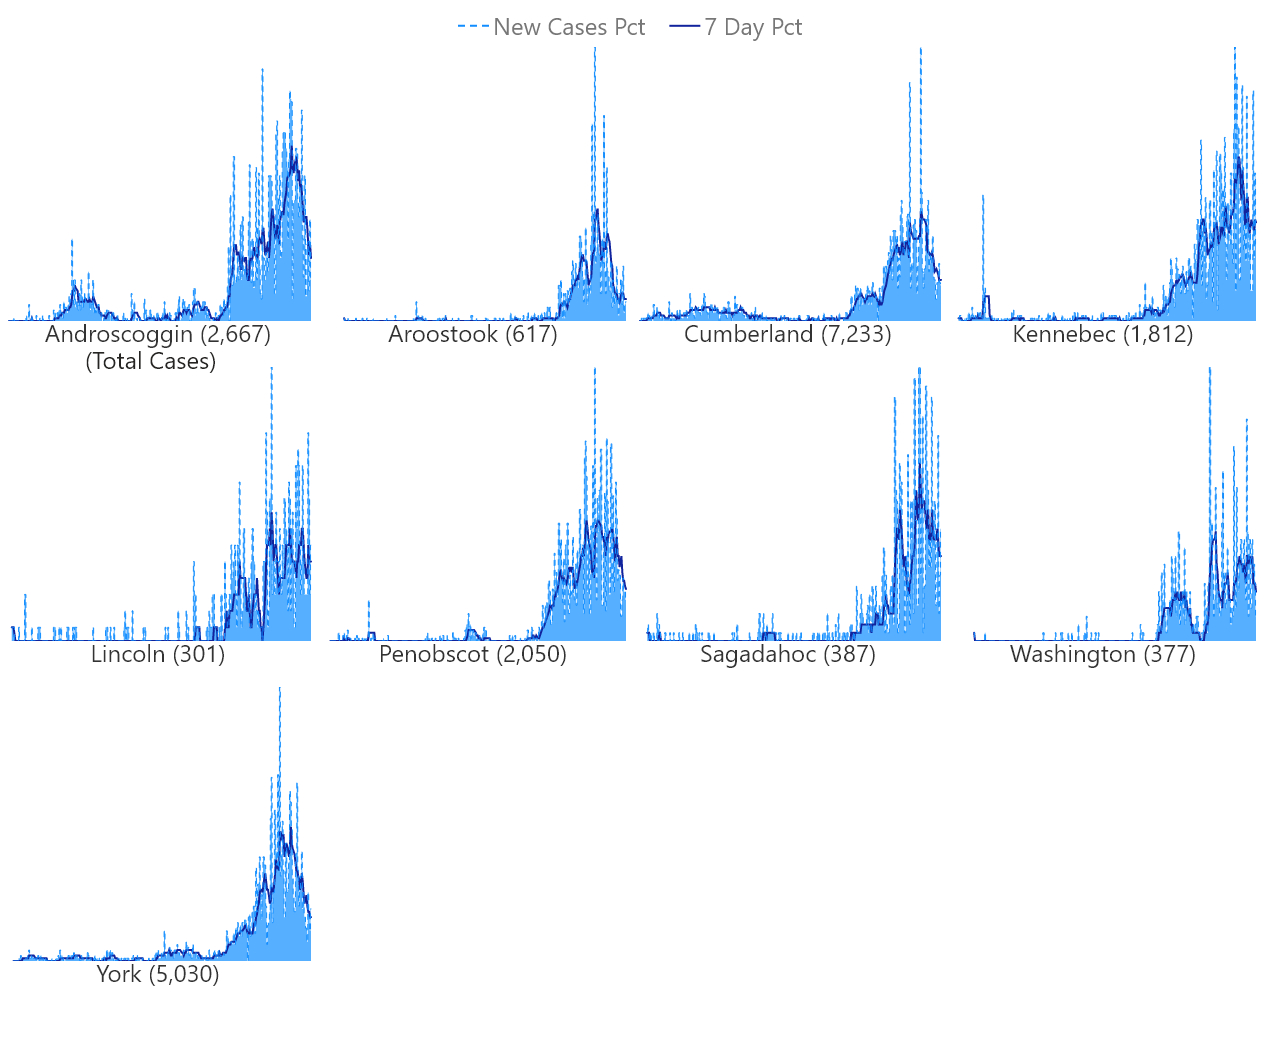 New Cases Pct 7 Day Pct
Androscoggin (2,667)
(Total Cases)
Aroostook (617)
Cumberland (7,233)
Kennebec (1,812)
Lincoln (301)
Penobscot (2,050)
Sagadahoc (387)
Washington (377)
York (5,030)